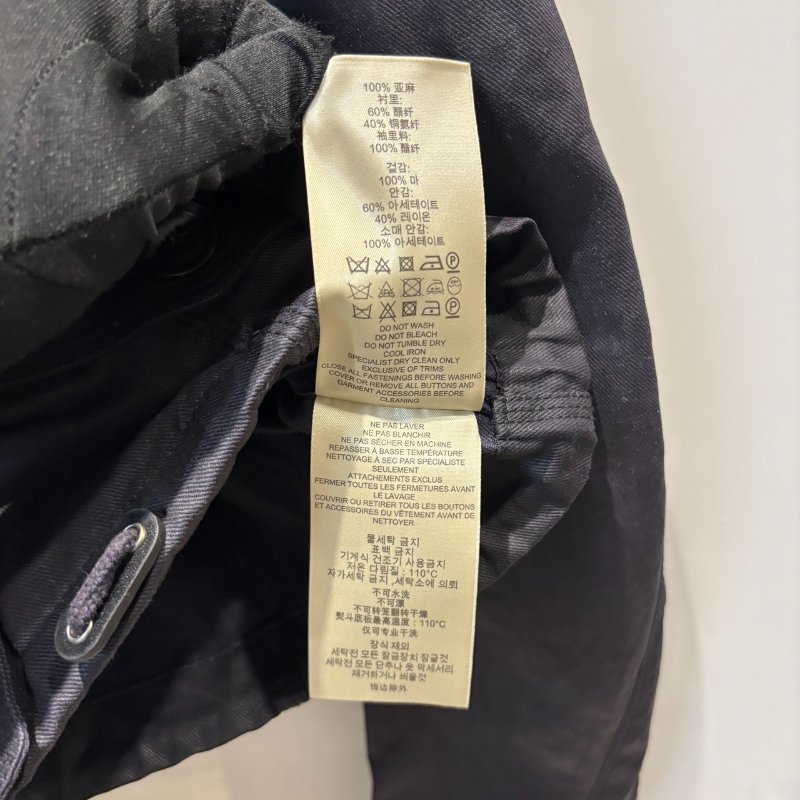 100% 亚麻
衬里:
60% 醋纤
40% 铜氨纤
袖里料:
100% 醋纤
겉감:
100% 마
안감:
60% 아세테이트
40% 레이온
소매 안감:
100% 아세테이트
DO NOT WASH
DO NOT BLEACH
DO NOT TUMBLE DRY
COOL IRON
SPECIALIST DRY CLEAN ONLY
EXCLUSIVE OF TRIMS
CLOSE ALL FASTENINGS BEFORE WASHING
COVER OR REMOVE ALL BUTTONS AND
GARMENT ACCESSORIES BEFORE
CLEANING
NE PAS LAVER
NE PAS BLANCHIR
NE PAS SÉCHER EN MACHINE
REPASSER À BASSE TEMPÉRATURE
NETTOYAGE À SEC PAR SPÉCIALISTE
SEULEMENT
ATTACHEMENTS EXCLUS
FERMER TOUTES LES FERMETURES AVANT
LE LAVAGE
COUVRIR OU RETIRER TOUS LES BOUTONS
ET ACCESSOIRES DU VÊTEMENT AVANT DE
NETTOYER
물세탁 금지
표백 금지
기계식 건조기 사용금지
저온 다림질 : 110°C
자가세탁 금지 ,세탁소에 의뢰
不可水洗
不可漂
不可转笼翻转干燥
熨斗底板最高温度 : 110°C
仅可专业干洗
장식 제외
세탁전 모든 잠금장치 잠글것
세탁전 모든 단추나 옷 악세서리
제거하거나 씌울것
饰边除外